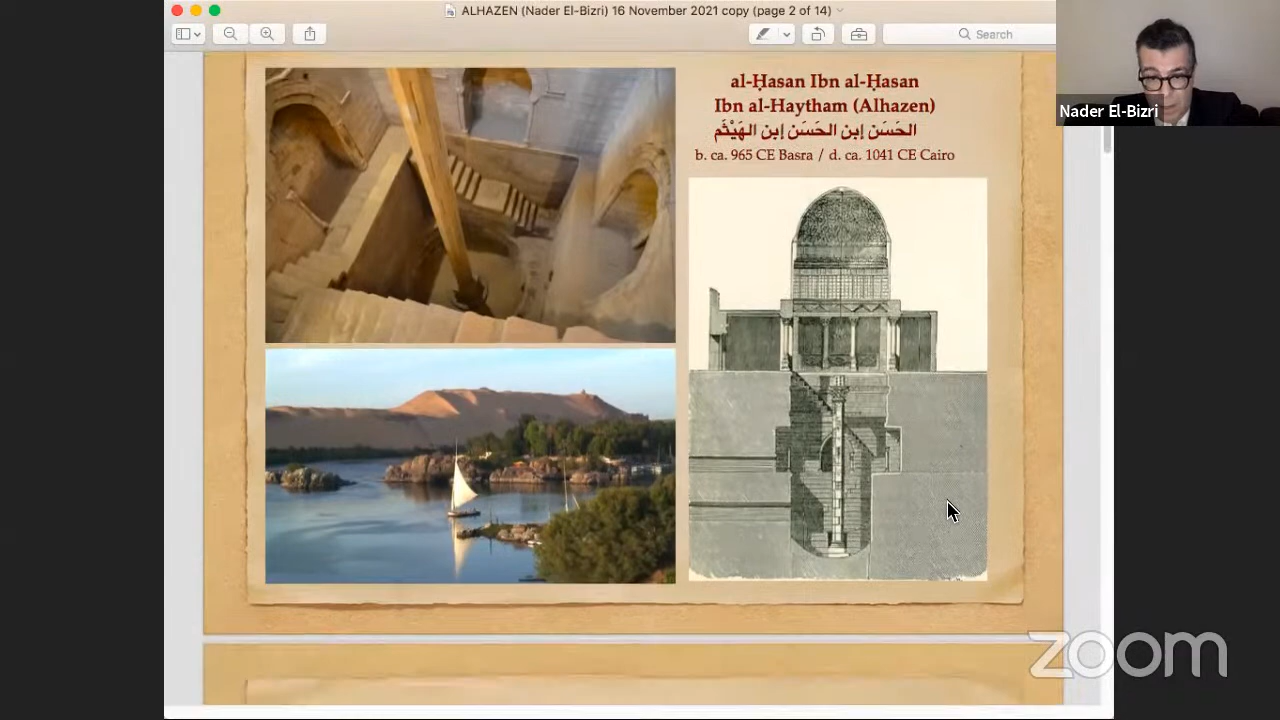 ALHAZEN (Nader El-Bizri) 16 November 2021 copy (page 2 of 14)
Search
al-Ḥasan Ibn al-Ḥasan
Ibn al-Haytham (Alhazen)
الحَسَن إبن الحَسَن إبن الهَيْثَم
b. ca. 965 CE Basra / d. ca. 1041 CE Cairo
Nader El-Bizri
zoom